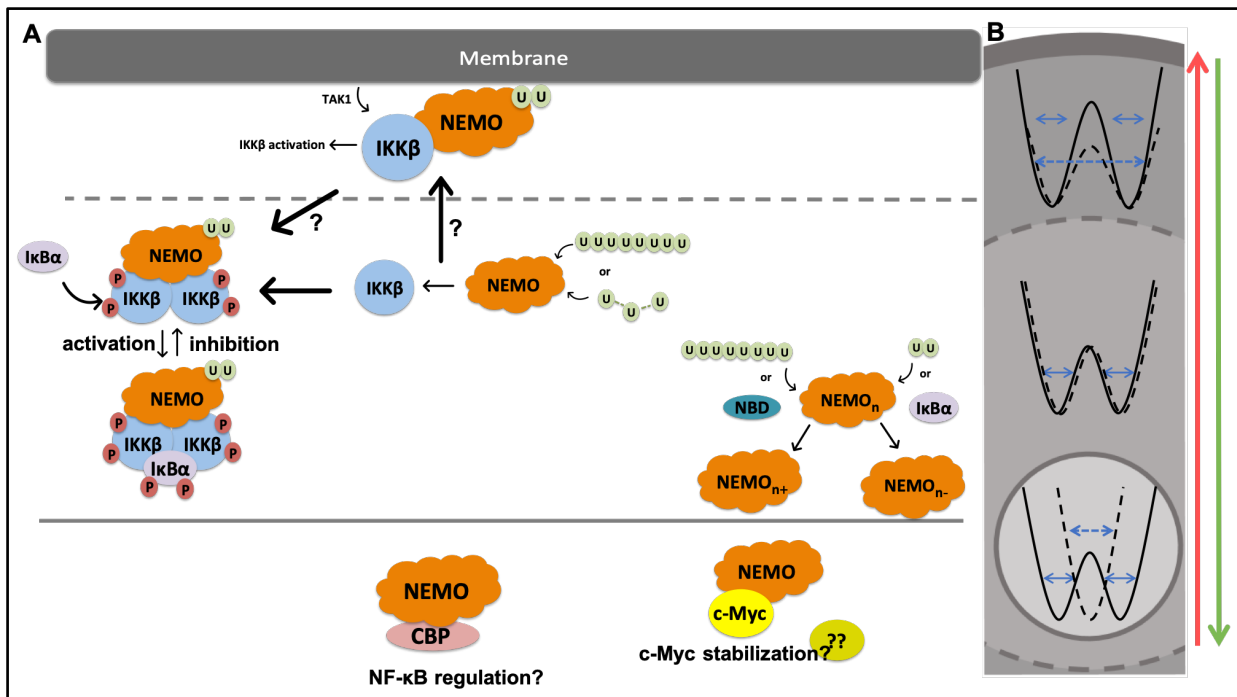 A
B
Membrane
TAK1
U U
NEMO
IKKβ
IKKβ activation
?
?
U U
NEMO
IκBα
P
P
IKKβ
IKKβ
P
P
IKKβ
NEMO
U U U U U U U U
or
U
U
U
activation
inhibition
U U
NEMO
P
P
IKKβ
IKKβ
P
P
IκBα
P
P
U U U U U U U U
U U
or
or
NBD
NEMOn
IκBα
NEMOn+
NEMOn-
NEMO
CBP
NF-κB regulation?
NEMO
c-Myc
??
c-Myc stabilization?